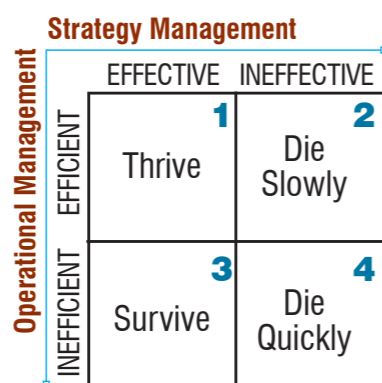 Strategy Management
Operational Management
EFFECTIVE INEFFECTIVE
EFFICIENT
1
Thrive
2
Die
Slowly
INEFFICIENT
3
Survive
4
Die
Quickly